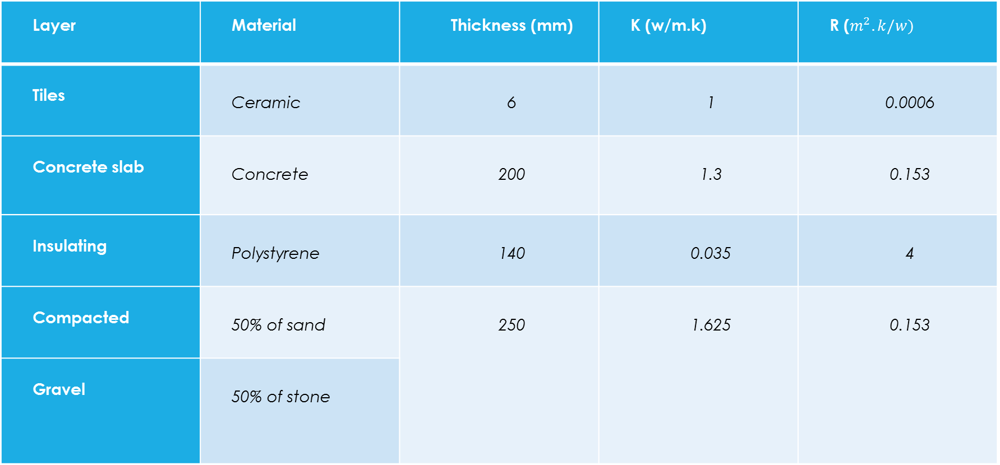 Layer Material Thickness (mm) K (w/m.k) R (m².k/w)
Tiles Ceramic 6 1 0.0006
Concrete slab Concrete 200 1.3 0.153
Insulating Polystyrene 140 0.035 4
Compacted 50% of sand 250 1.625 0.153
Gravel 50% of stone